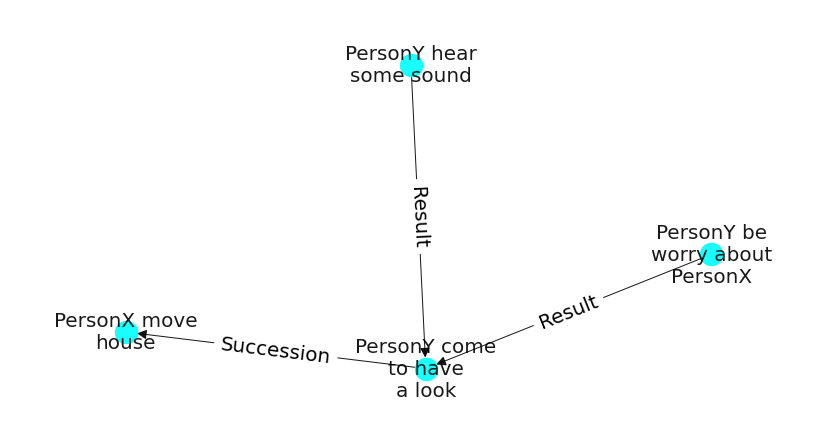 PersonY hear
some sound
Result
PersonY be
worry about
PersonX
Result
PersonX move
house
Succession
PersonY come
to have
a look